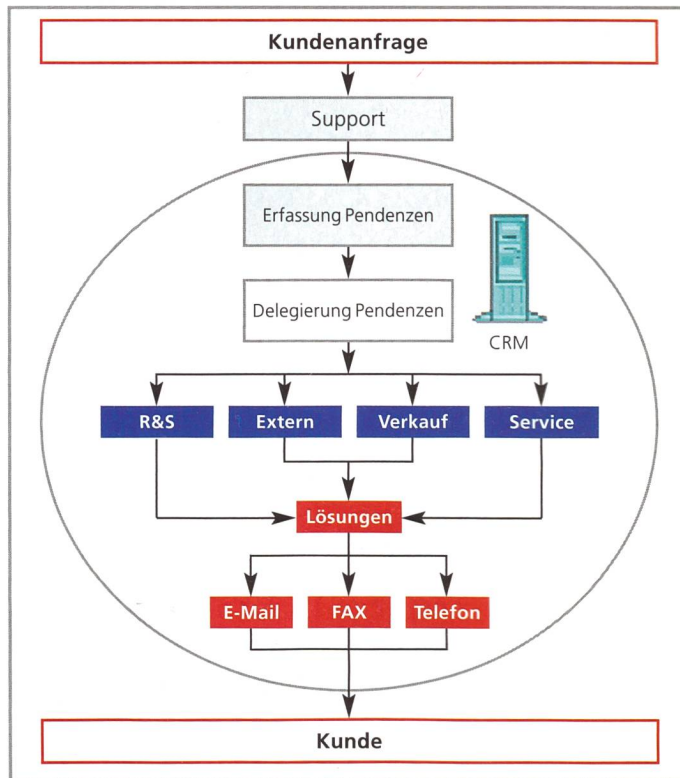 Kundenanfrage
Support
Erfassung Pendenzen
Delegierung Pendenzen
CRM
R&S
Extern
Verkauf
Service
Lösungen
E-Mail
FAX
Telefon
Kunde